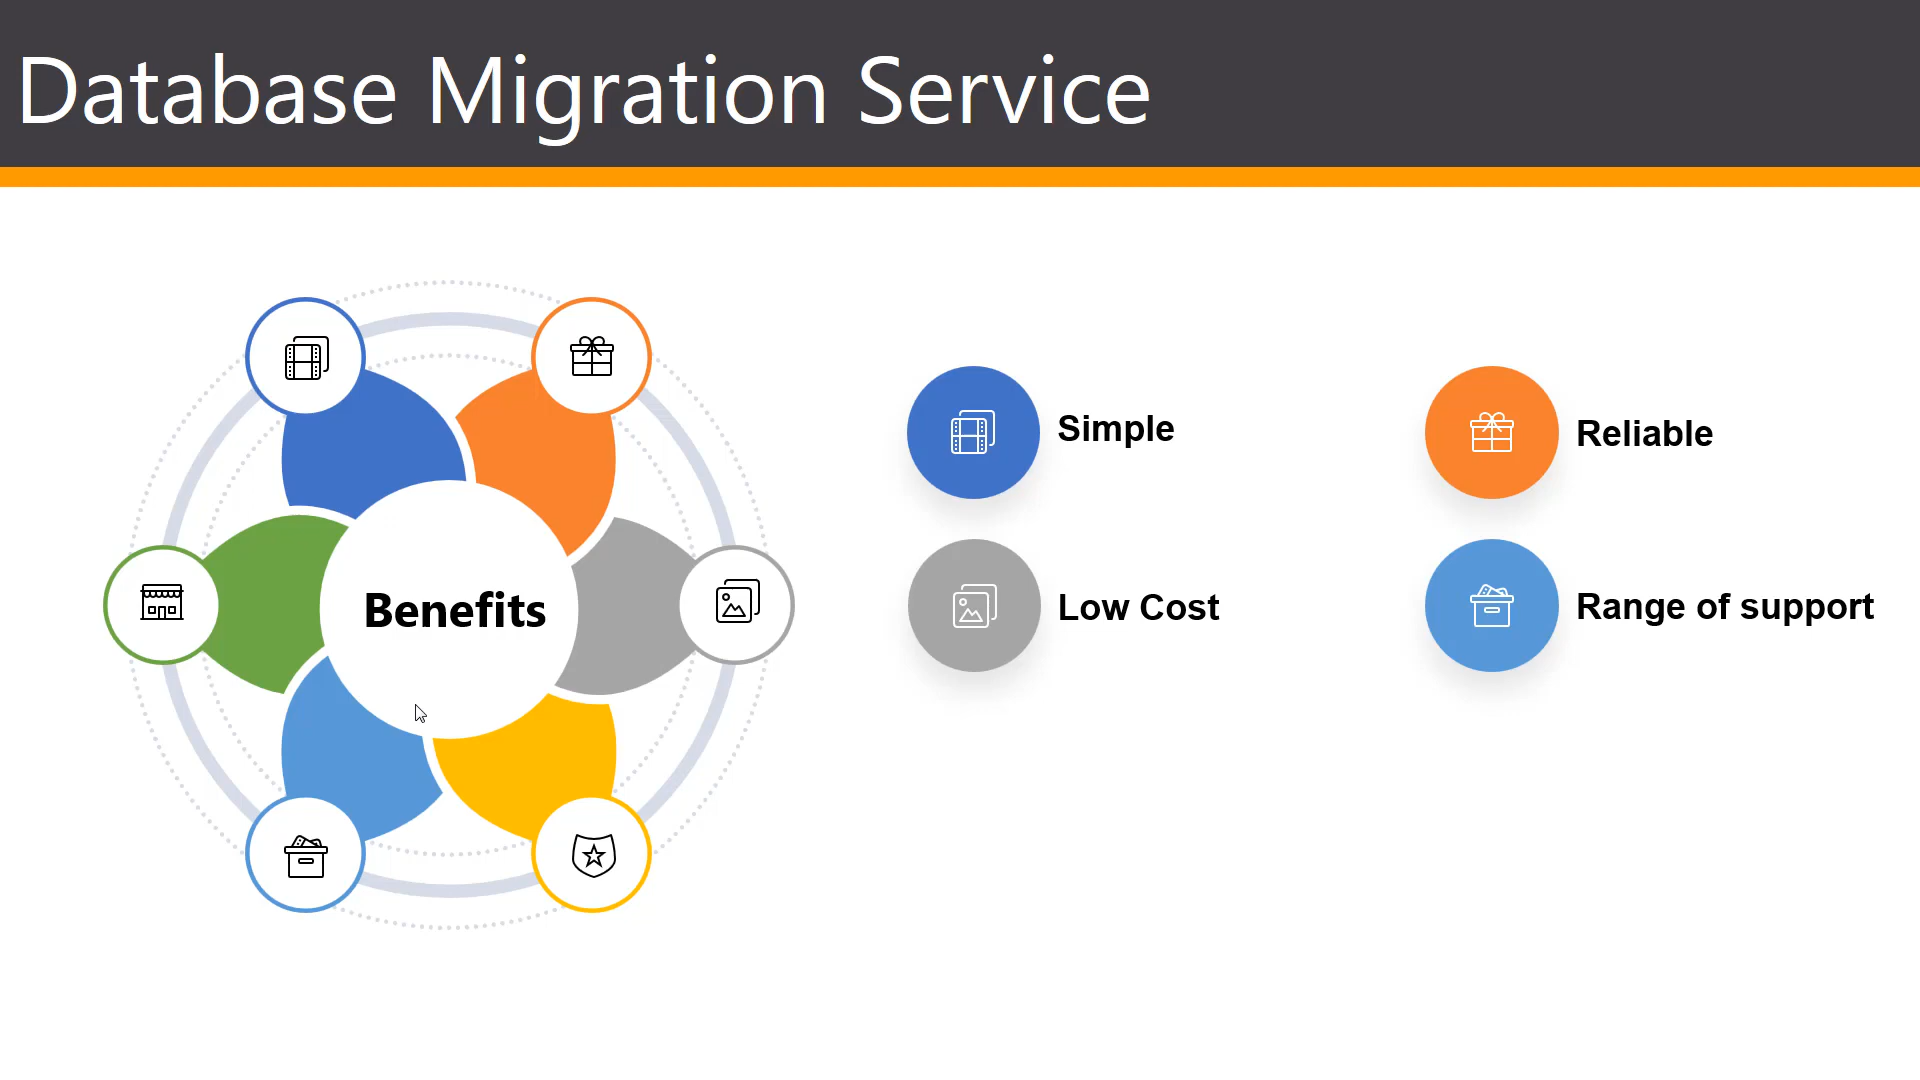 Database Migration Service
Benefits
Simple
Reliable
Low Cost
Range of support